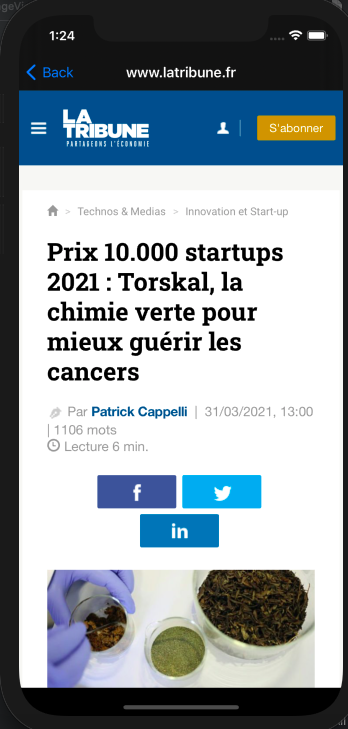 1:24
Back
www.latribune.fr
LA
TRIBUNE
PARTAGEONS L'ÉCONOMIE
S'abonner
> Technos & Medias > Innovation et Start-up
Prix 10.000 startups
2021 : Torskal, la
chimie verte pour
mieux guérir les
cancers
Par Patrick Cappelli | 31/03/2021, 13:00
| 1106 mots
Lecture 6 min.
f
in